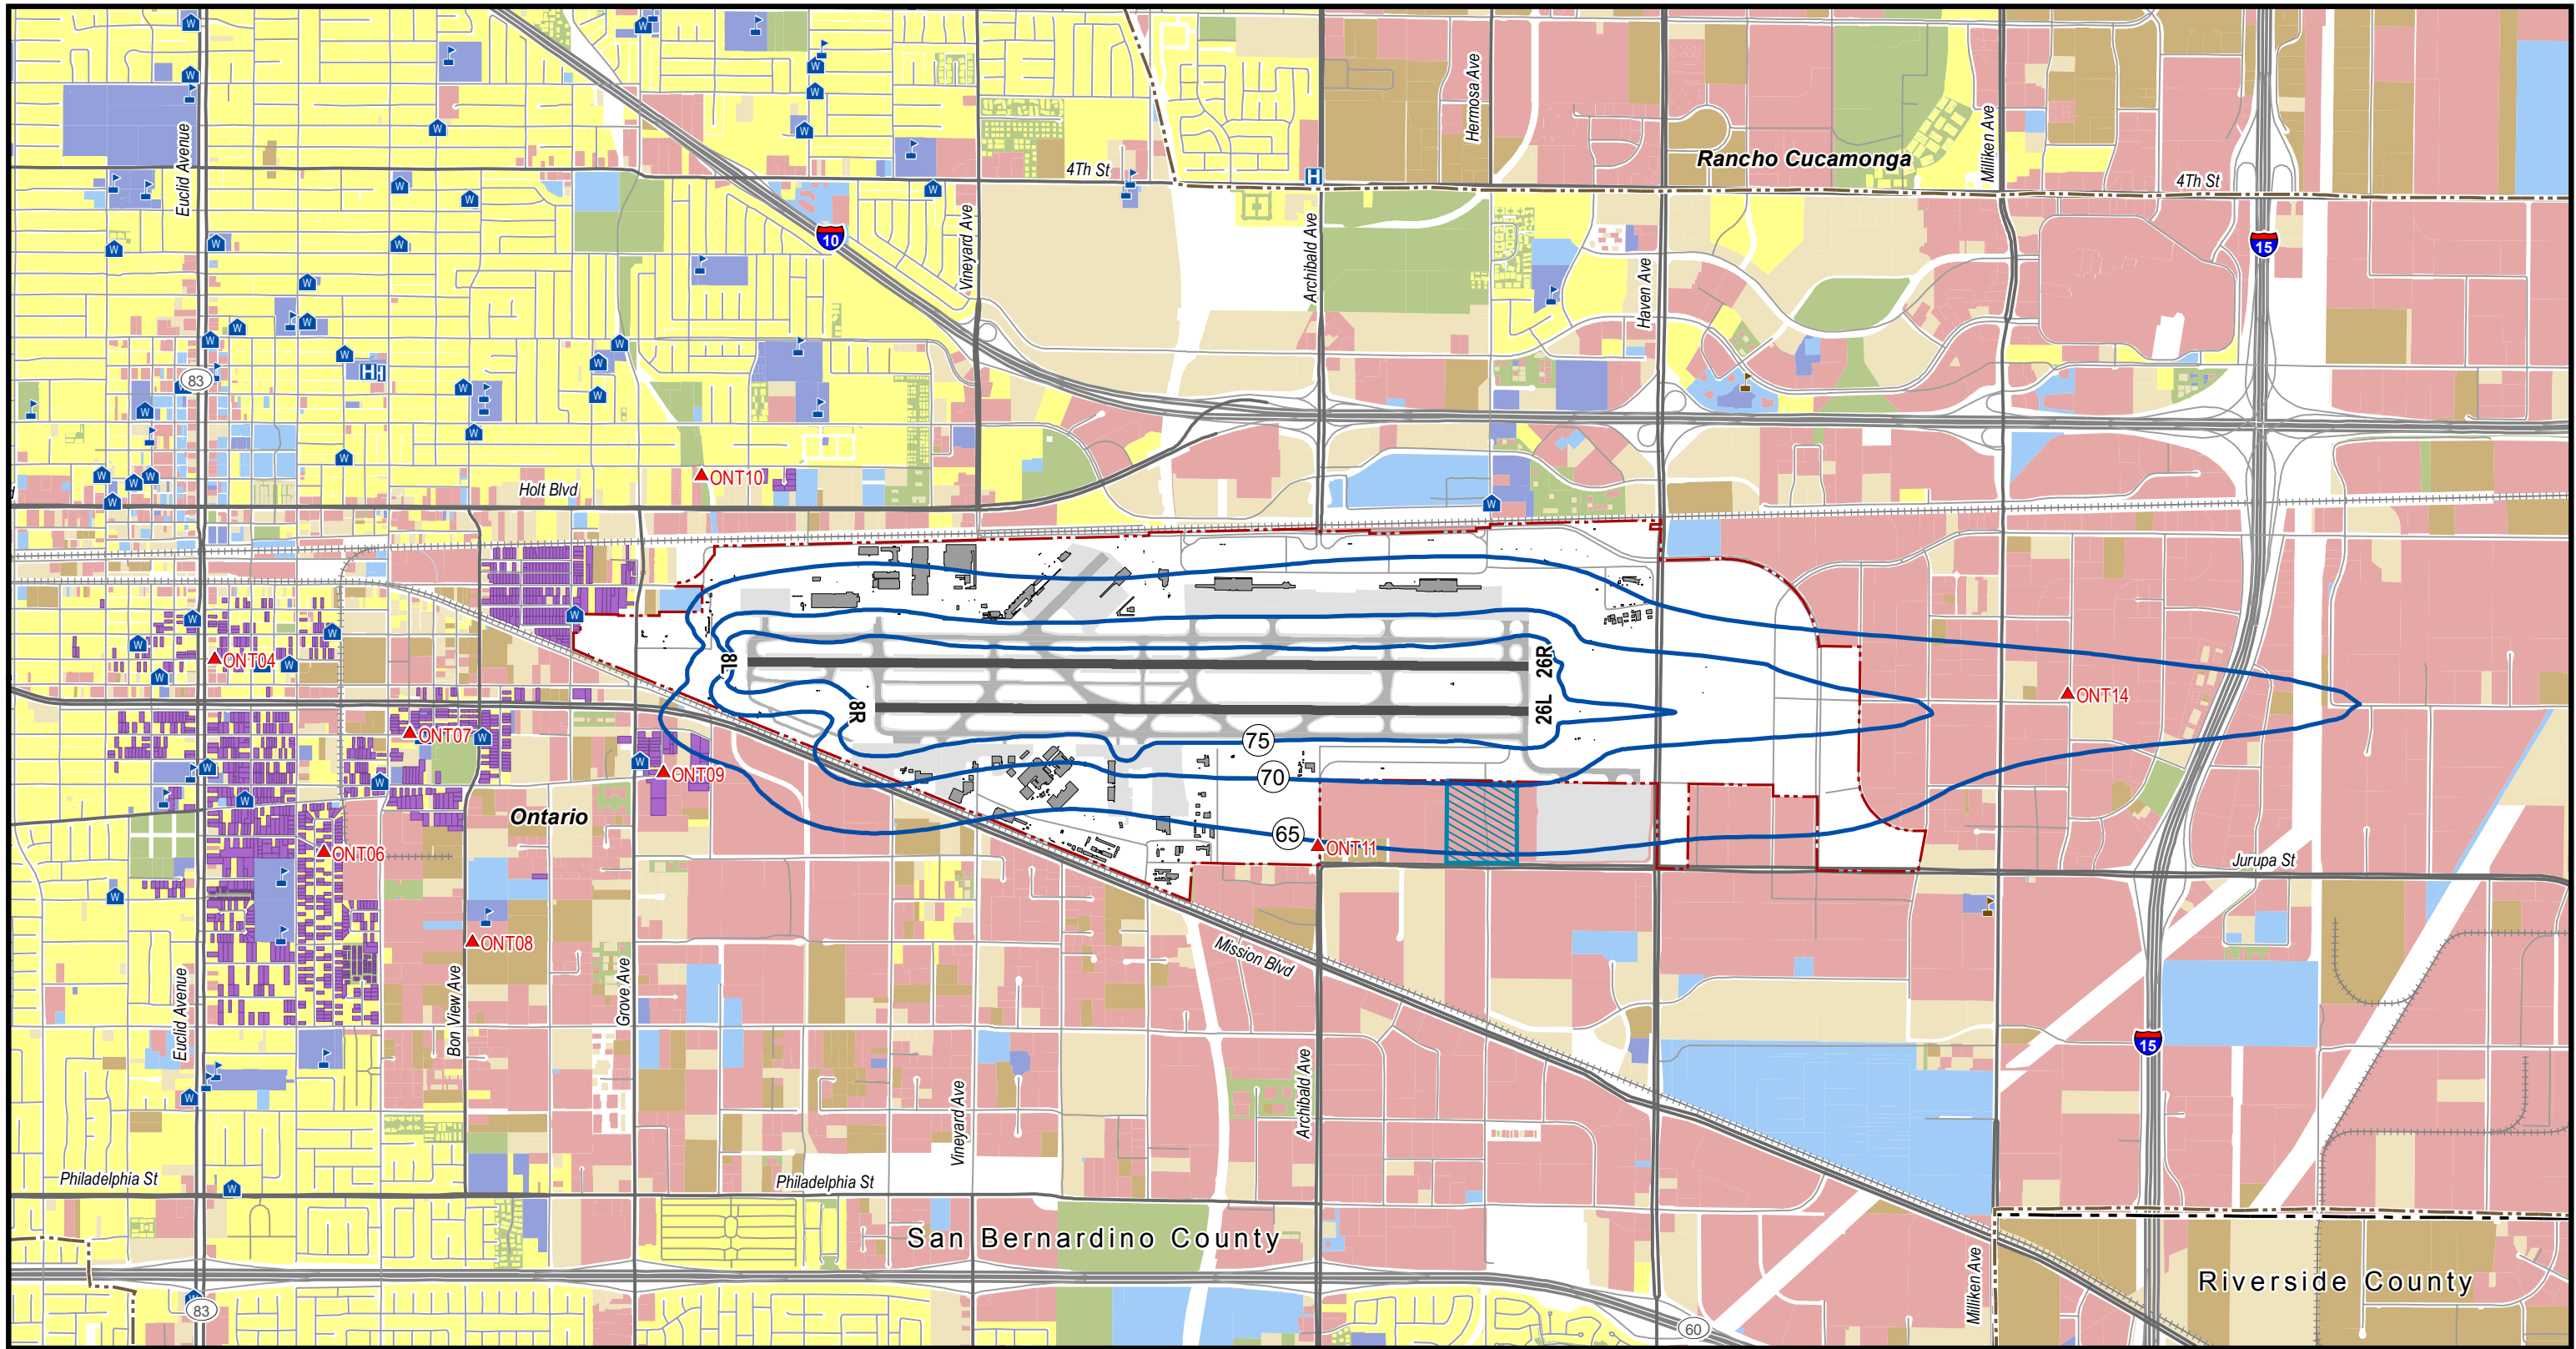 Hermosa Ave
Euclid Avenue
Milliken Ave
Rancho Cucamonga
4Th St
4Th St
H
Vineyard Ave
Archibald Ave
10
15
Haven Ave
83
H
ONT10
Holt Blvd
ONT04
8L
26R
ONT14
8R
26L
ONT07
75
ONT09
70
Ontario
65
ONT11
ONT06
Jurupa St
ONT08
Mission Blvd
Euclid Avenue
Bon View Ave
Grove Ave
15
Vineyard Ave
Archibald Ave
Philadelphia St
Philadelphia St
San Bernardino County
Milliken Ave
Riverside County
83
60